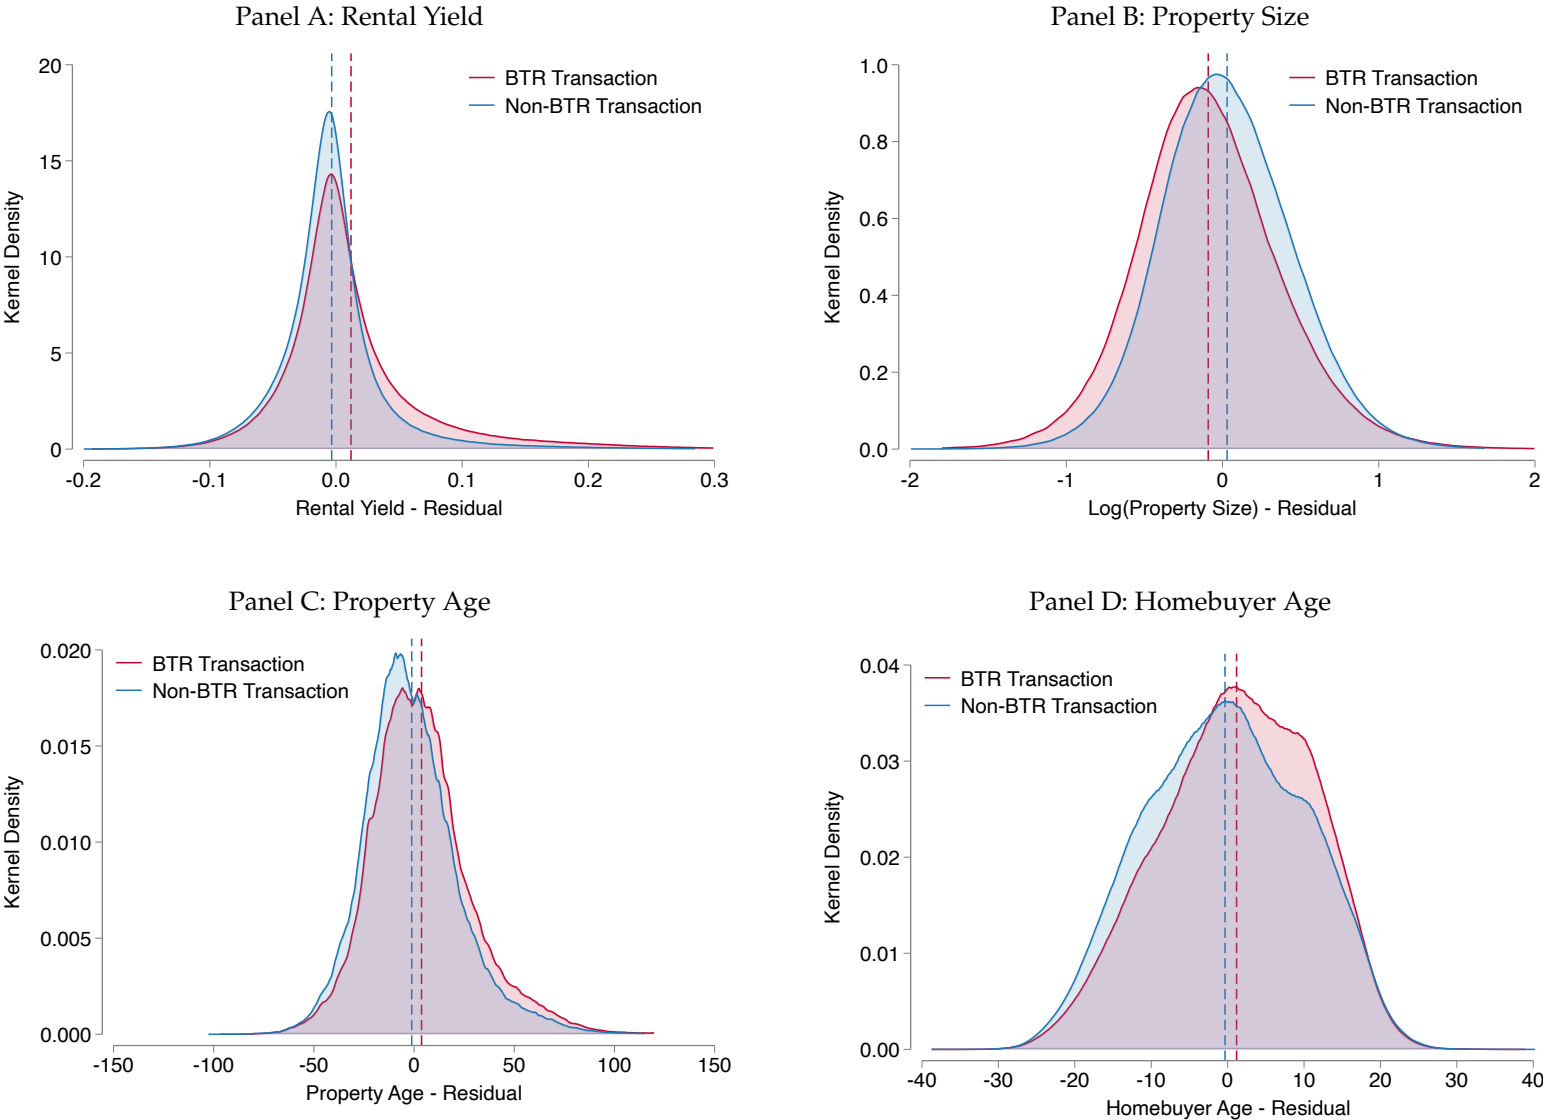 Panel A: Rental Yield
Kernel Density
20
15
10
5
0
BTR Transaction
Non-BTR Transaction
-0.2
-0.1
0.0
0.1
0.2
0.3
Rental Yield - Residual
Panel B: Property Size
Kernel Density
1.0
0.8
0.6
0.4
0.2
0.0
BTR Transaction
Non-BTR Transaction
-2
-1
0
1
2
Log(Property Size) - Residual
Panel C: Property Age
Kernel Density
0.020
0.015
0.010
0.005
0.000
BTR Transaction
Non-BTR Transaction
-150
-100
-50
0
50
100
150
Property Age - Residual
Panel D: Homebuyer Age
Kernel Density
0.04
0.03
0.02
0.01
0.00
BTR Transaction
Non-BTR Transaction
-40
-30
-20
-10
0
10
20
30
40
Homebuyer Age - Residual